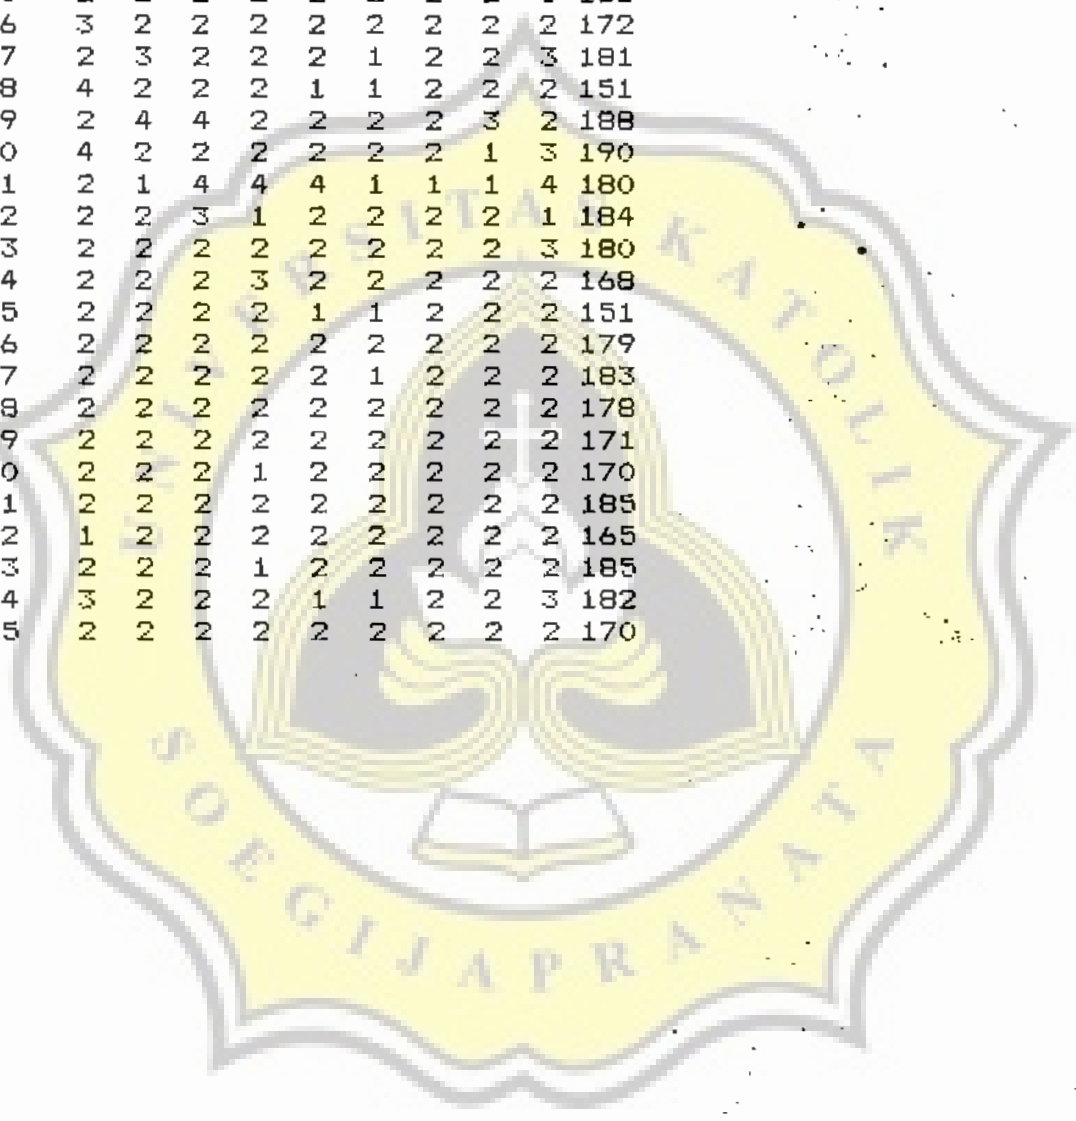 6 3 2 2 2 2 2 2 2 2 172
7 2 3 2 2 2 1 2 2 3 181
8 4 2 2 2 1 1 2 2 2 151
9 2 4 4 2 2 2 2 3 2 188
0 4 2 2 2 2 2 2 1 3 190
1 2 1 4 4 4 1 1 1 4 180
2 2 2 3 1 2 2 2 2 1 184
3 2 2 2 2 2 2 2 2 3 180
4 2 2 2 3 2 2 2 2 2 168
5 2 2 2 2 1 1 2 2 2 151
6 2 2 2 2 2 2 2 2 2 179
7 2 2 2 2 2 1 2 2 2 183
8 2 2 2 2 2 2 2 2 2 178
9 2 2 2 2 2 2 2 2 2 171
0 2 2 2 1 2 2 2 2 2 170
1 2 2 2 2 2 2 2 2 2 185
2 1 2 2 2 2 2 2 2 2 165
3 2 2 2 1 2 2 2 2 2 185
4 3 2 2 2 1 1 2 2 3 182
5 2 2 2 2 2 2 2 2 2 170
UNIVERSITAS KATOLIK
SOEGIJAPRANATA